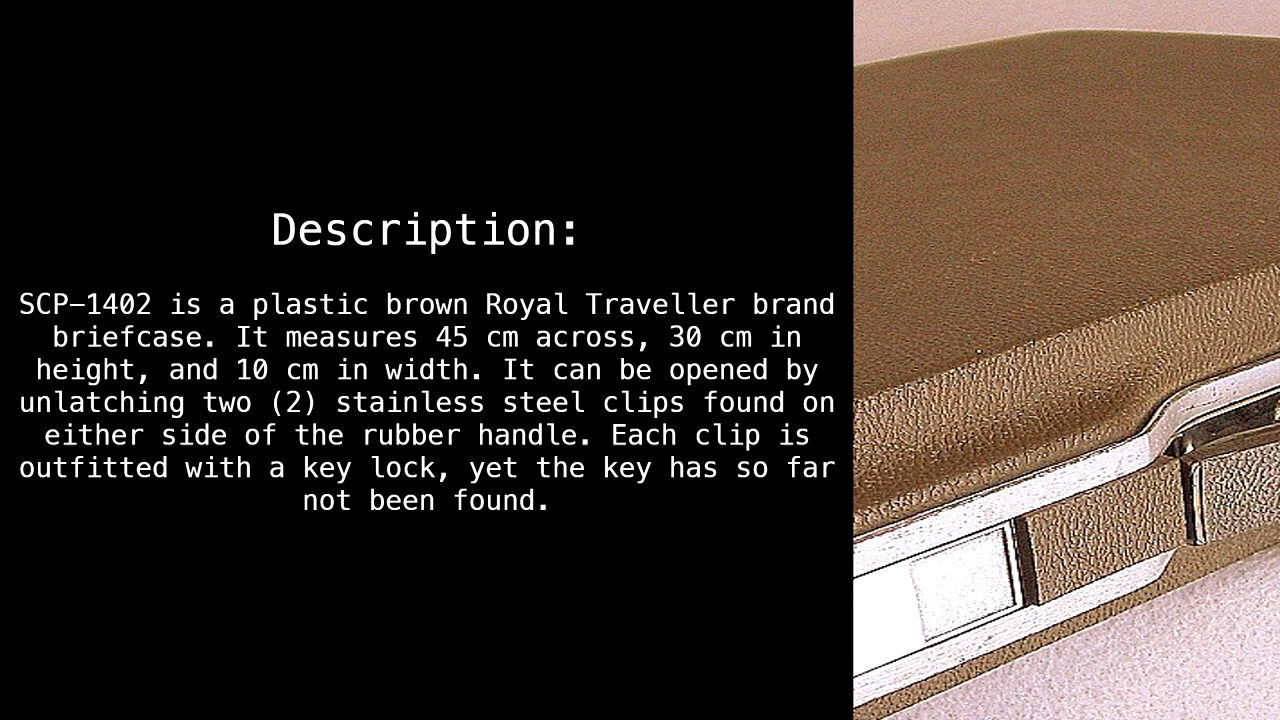 Description:
SCP–1402 is a plastic brown Royal Traveller brand
briefcase. It measures 45 cm across, 30 cm in
height, and 10 cm in width. It can be opened by
unlatching two (2) stainless steel clips found on
either side of the rubber handle. Each clip is
outfitted with a key lock, yet the key has so far
not been found.